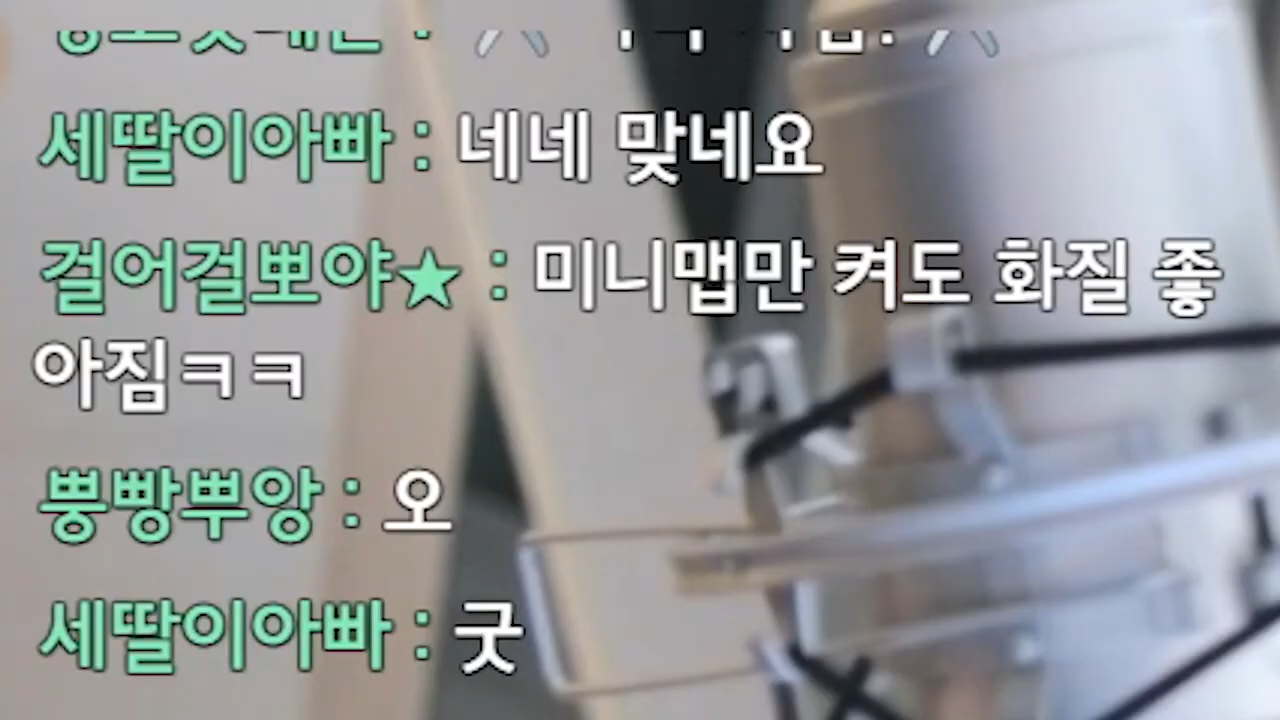 세딸이아빠 : 네네 맞네요
걸어걸뽀야★ : 미니맵만 켜도 화질 좋
아짐ㅋㅋ
뿡빵뿌앙 : 오
세딸이아빠 : 굿